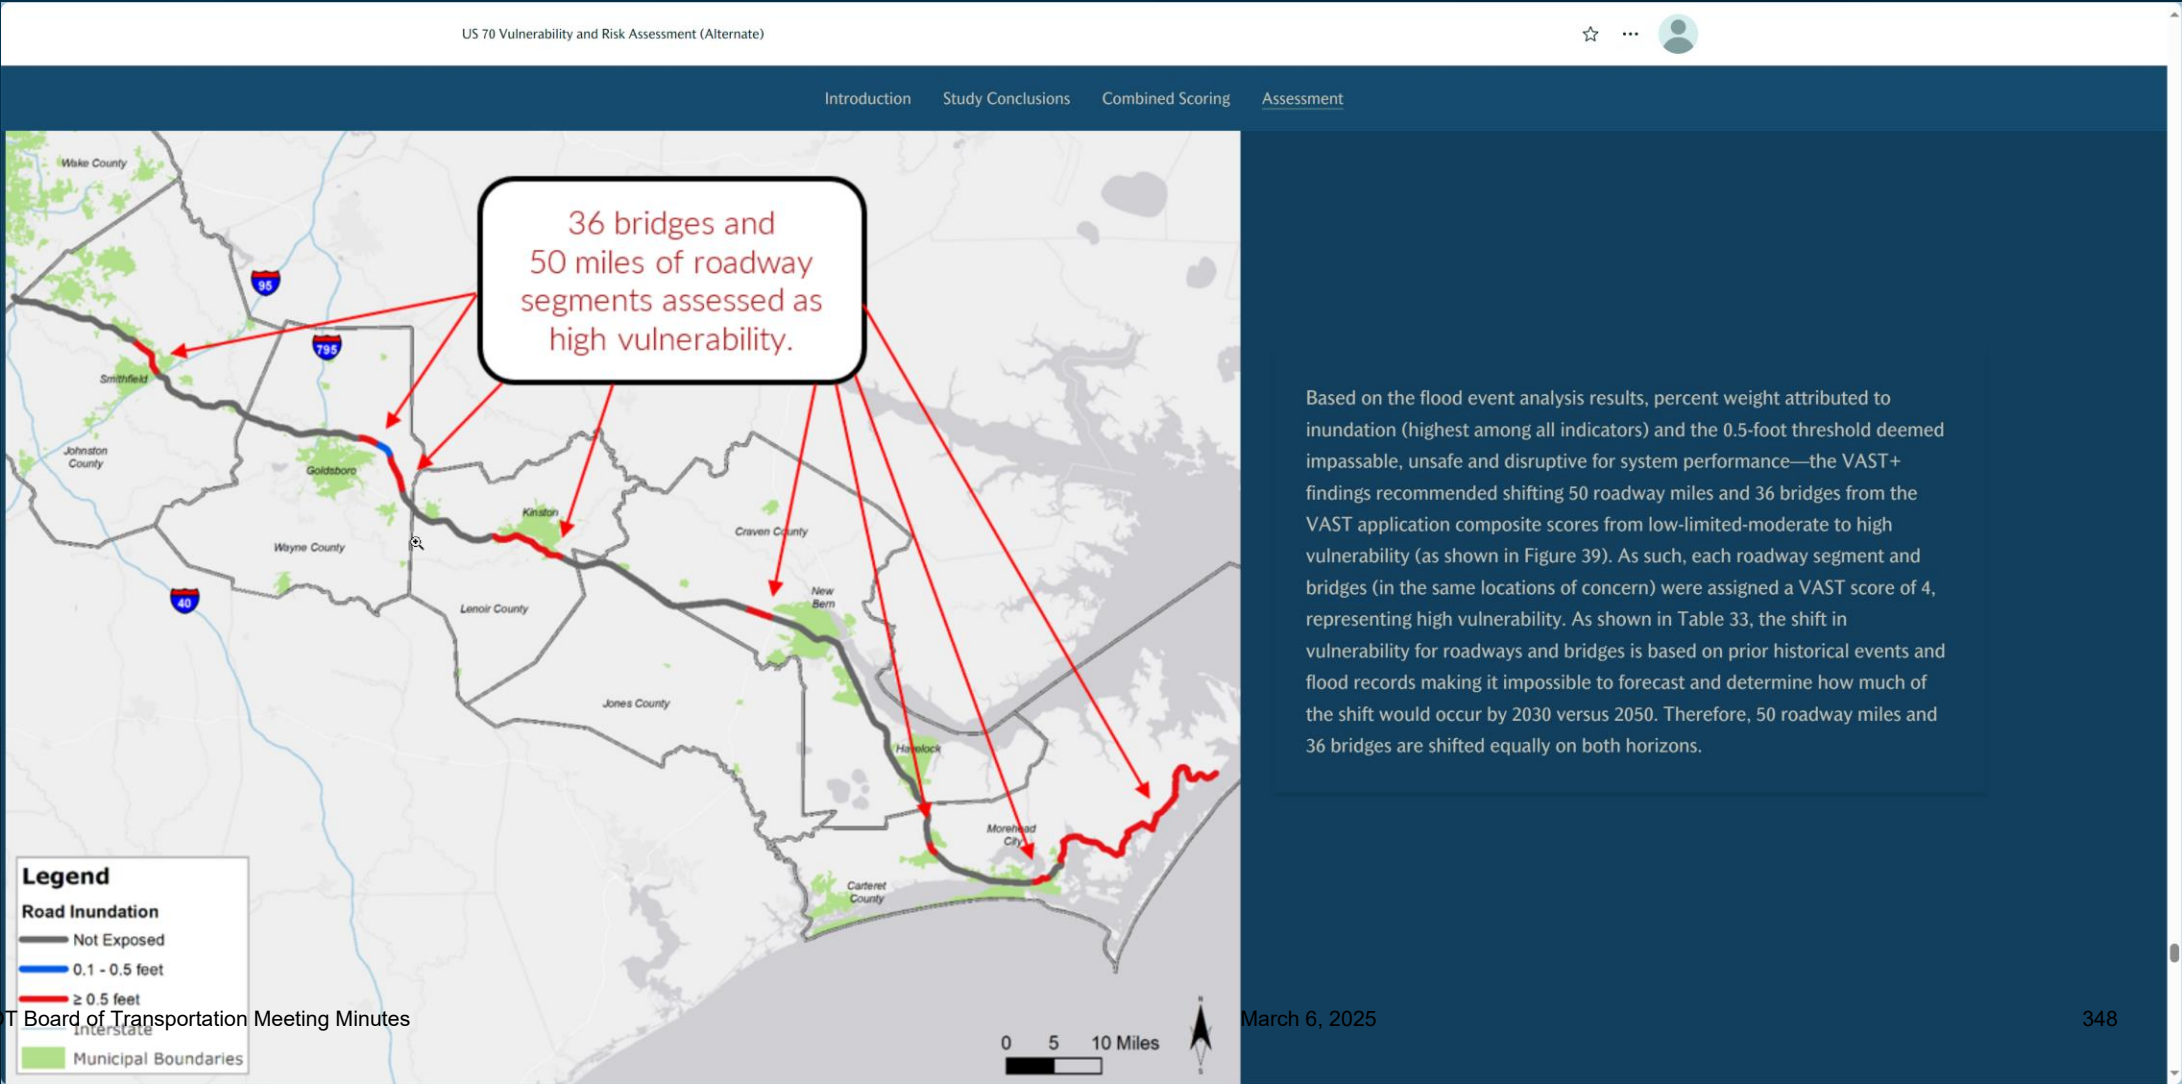 US 70 Vulnerability and Risk Assessment (Alternate)
Introduction
Study Conclusions
Combined Scoring
Assessment
Wake County
95
36 bridges and
50 miles of roadway
segments assessed as
high vulnerability.
795
Smithfield
Johnston
County
Goldsboro
Kinston
Craven County
Wayne County
New
Bern
40
Lenoir County
Jones County
Havelock
Morehead
City
Carteret
County
Legend
Road Inundation
Not Exposed
0.1 - 0.5 feet
≥ 0.5 feet
Interstate
Municipal Boundaries
0 5 10 Miles
N
S
Based on the flood event analysis results, percent weight attributed to
inundation (highest among all indicators) and the 0.5-foot threshold deemed
impassable, unsafe and disruptive for system performance—the VAST+
findings recommended shifting 50 roadway miles and 36 bridges from the
VAST application composite scores from low-limited-moderate to high
vulnerability (as shown in Figure 39). As such, each roadway segment and
bridges (in the same locations of concern) were assigned a VAST score of 4,
representing high vulnerability. As shown in Table 33, the shift in
vulnerability for roadways and bridges is based on prior historical events and
flood records making it impossible to forecast and determine how much of
the shift would occur by 2030 versus 2050. Therefore, 50 roadway miles and
36 bridges are shifted equally on both horizons.
T Board of Transportation Meeting Minutes
March 6, 2025
348